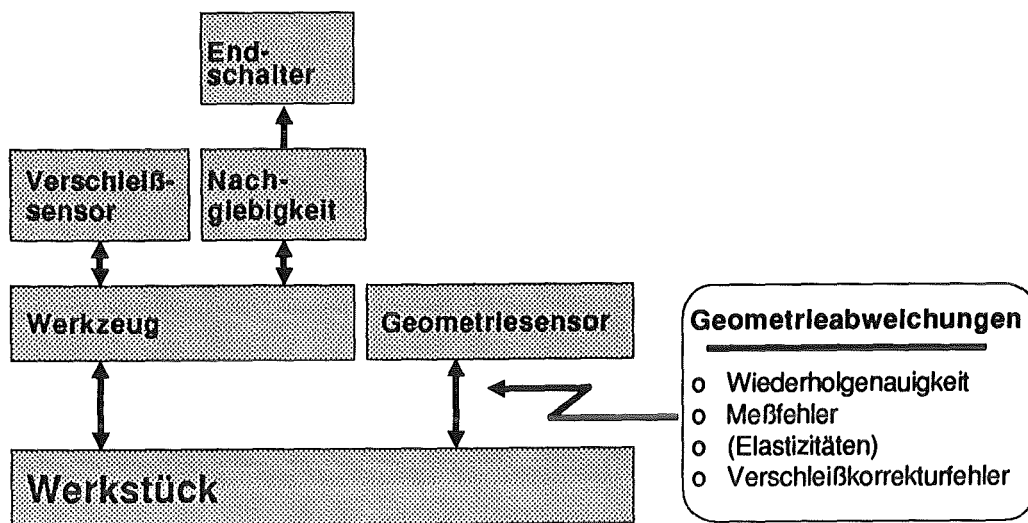 End-
schalter
Verschleiß-
sensor
Nach-
giebigkeit
Werkzeug
Geometriesensor
Werkstück
Geometrieabweichungen
o Wiederholgenauigkeit
o Meßfehler
o (Elastizitäten)
o Verschleißkorrekturfehler